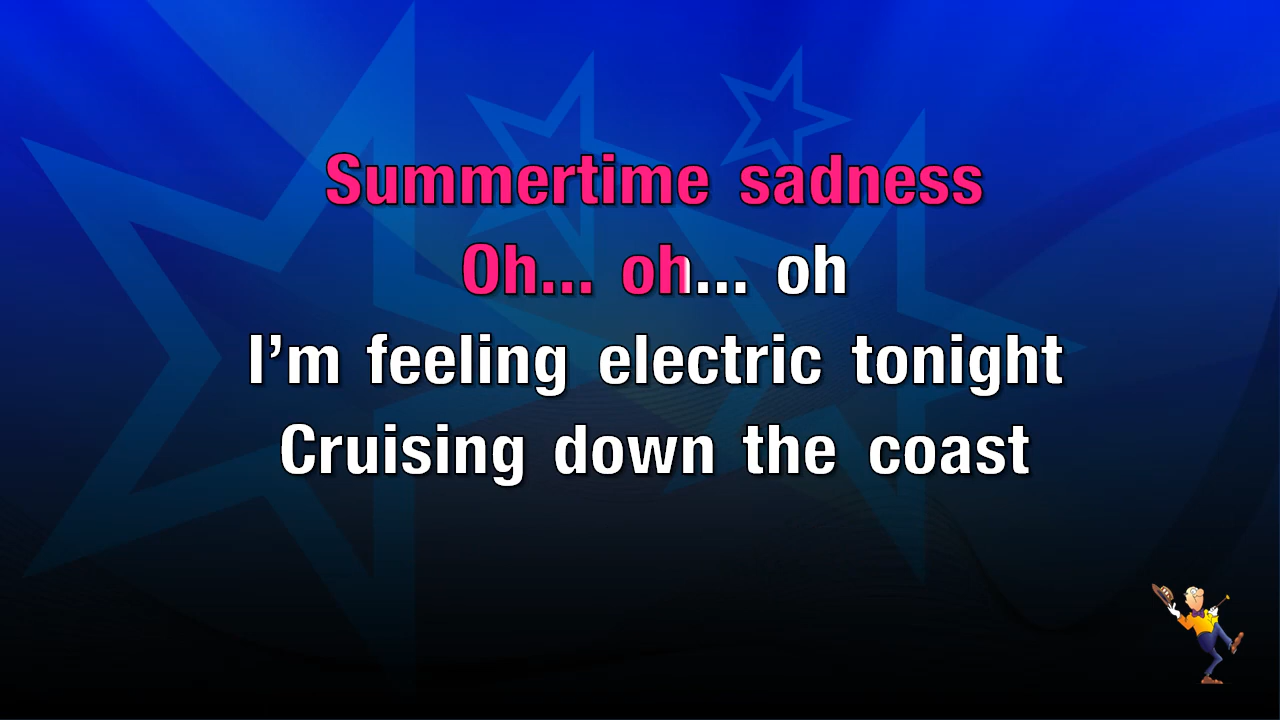 Summertime sadness
Oh... oh... oh
I’m feeling electric tonight
Cruising down the coast